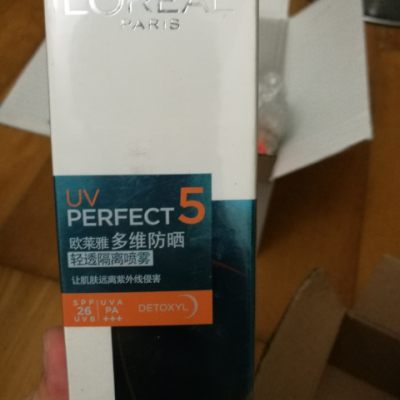 L'ORÉAL
PARIS
UV
PERFECT 5
欧莱雅 多维防晒
轻透隔离喷雾
让肌肤远离紫外线侵害
SPF UVA
26 PA
UVB +++
DETOXYL